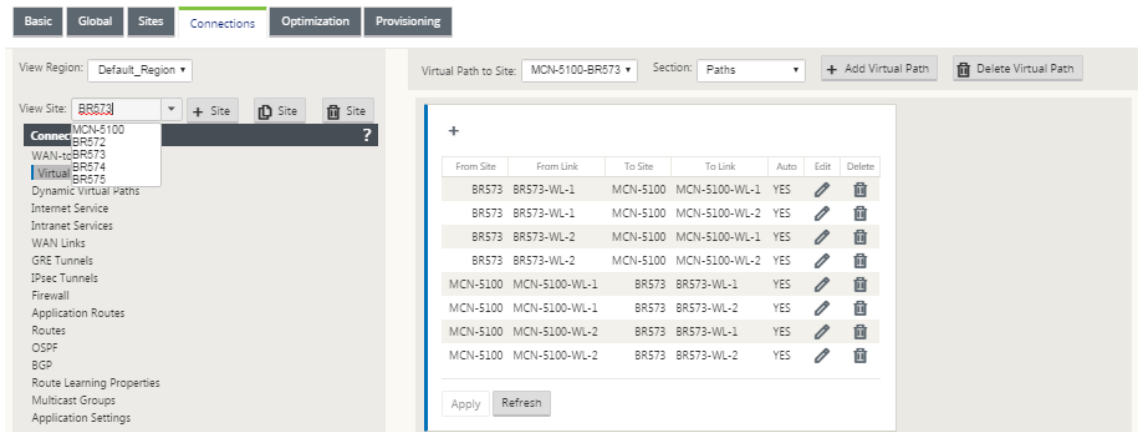 Basic Global Sites Connections Optimization Provisioning
View Region: Default_Region
Virtual Path to Site: MCN-5100-BR573 Section: Paths + Add Virtual Path Delete Virtual Path
View Site: BR573 + Site Site Site
MCN-5100
BR572
BR573
BR574
BR575
Connec ?
WAN-to
Virtual
Dynamic Virtual Paths
Internet Service
Intranet Services
WAN Links
GRE Tunnels
IPsec Tunnels
Firewall
Application Routes
Routes
OSPF
BGP
Route Learning Properties
Multicast Groups
Application Settings
+
From Site From Link To Site To Link Auto Edit Delete
BR573 BR573-WL-1 MCN-5100 MCN-5100-WL-1 YES
BR573 BR573-WL-1 MCN-5100 MCN-5100-WL-2 YES
BR573 BR573-WL-2 MCN-5100 MCN-5100-WL-1 YES
BR573 BR573-WL-2 MCN-5100 MCN-5100-WL-2 YES
MCN-5100 MCN-5100-WL-1 BR573 BR573-WL-1 YES
MCN-5100 MCN-5100-WL-1 BR573 BR573-WL-2 YES
MCN-5100 MCN-5100-WL-2 BR573 BR573-WL-1 YES
MCN-5100 MCN-5100-WL-2 BR573 BR573-WL-2 YES
Apply Refresh